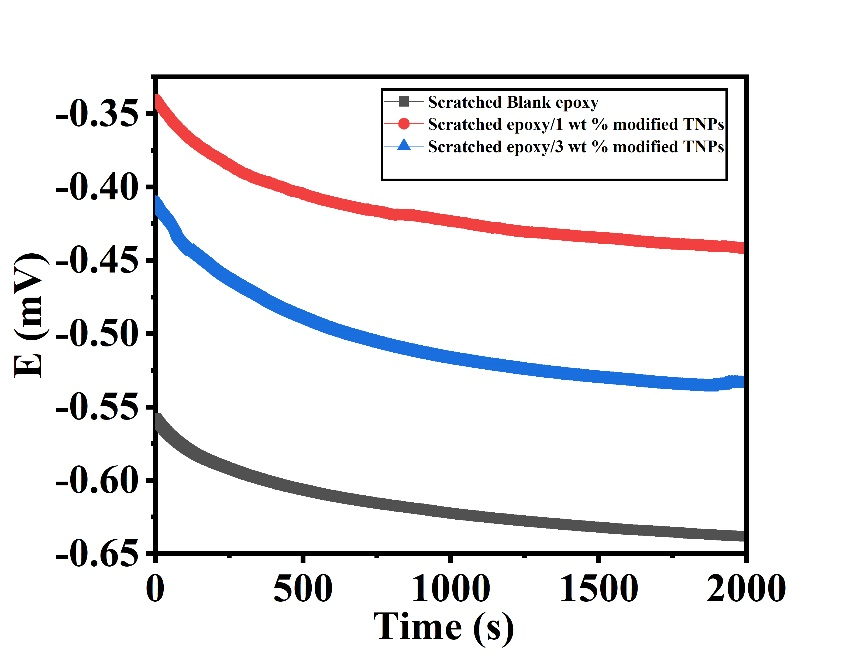 Scratched Blank epoxy
Scratched epoxy/1 wt % modified TNPs
Scratched epoxy/3 wt % modified TNPs
E (mV)
-0.35
-0.40
-0.45
-0.50
-0.55
-0.60
-0.65
0 500 1000 1500 2000
Time (s)